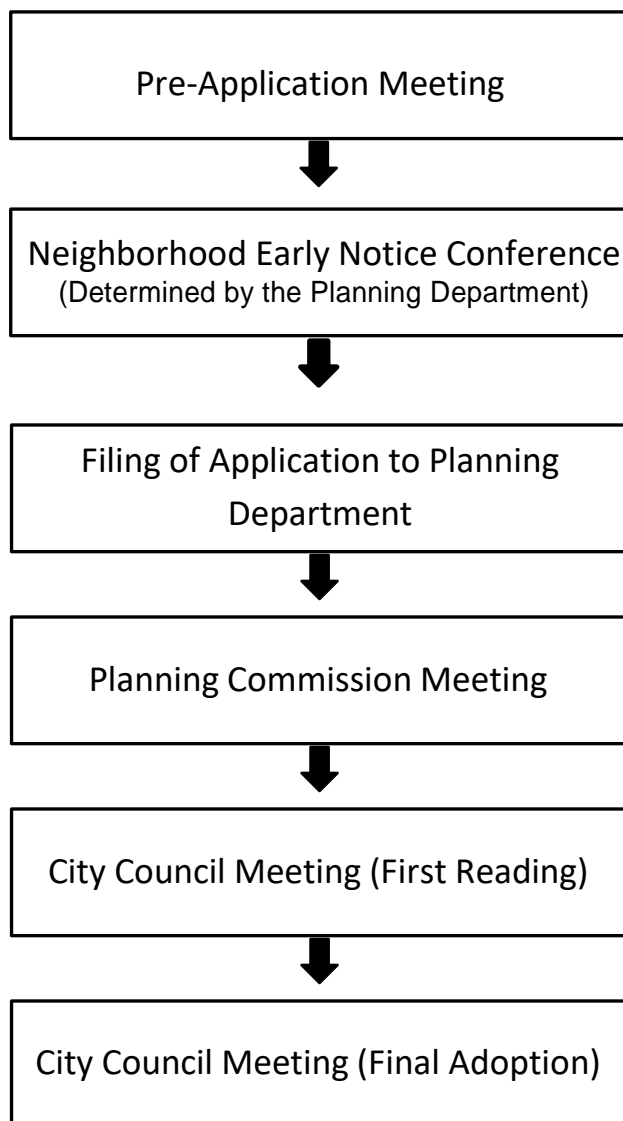 Pre-Application Meeting
Neighborhood Early Notice Conference
(Determined by the Planning Department)
Filing of Application to Planning
Department
Planning Commission Meeting
City Council Meeting (First Reading)
City Council Meeting (Final Adoption)